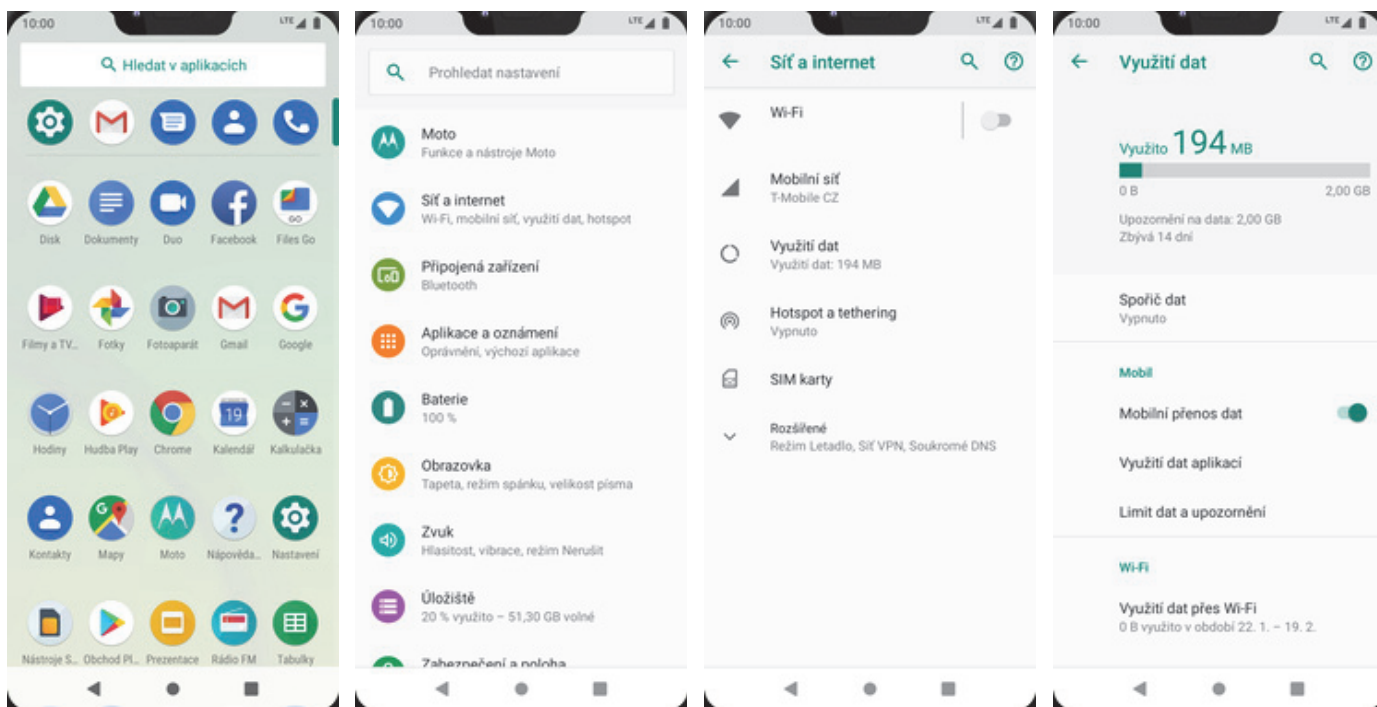 10:00
LTE
Hledat v aplikacích
Disk
Dokumenty
Duo
Facebook
GO
Files Go
Filmy a TV...
Fotky
Fotoaparát
Gmail
Google
19
Hodiny
Hudba Play
Chrome
Kalendář
Kalkulačka
G
Kontakty
Mapy
Moto
Nápověda...
Nastavení
Nástroje S...
Obchod Pl...
Prezentace
Rádio FM
Tabulky
10:00
LTE
Prohledat nastavení
Moto
Funkce a nástroje Moto
Síť a internet
Wi-Fi, mobilní síť, využití dat, hotspot
Připojená zařízení
Bluetooth
Aplikace a oznámení
Oprávnění, výchozí aplikace
Baterie
100 %
Obrazovka
Tapeta, režim spánku, velikost písma
Zvuk
Hlasitost, vibrace, režim Nerušit
Úložiště
20 % využito – 51,30 GB volné
Zabezpečení a poloha
10:00
LTE
Síť a internet
Wi-Fi
Mobilní síť
T-Mobile CZ
Využití dat
Využití dat: 194 MB
Hotspot a tethering
Vypnuto
SIM karty
Rozšířené
Režim Letadlo, Síť VPN, Soukromé DNS
10:00
LTE
Využití dat
Využito 194 MB
0 B 2,00 GB
Upozornění na data: 2,00 GB
Zbývá 14 dní
Spořič dat
Vypnuto
Mobil
Mobilní přenos dat
Využití dat aplikací
Limit dat a upozornění
Wi-Fi
Využití dat přes Wi-Fi
0 B využito v období 22. 1. – 19. 2.